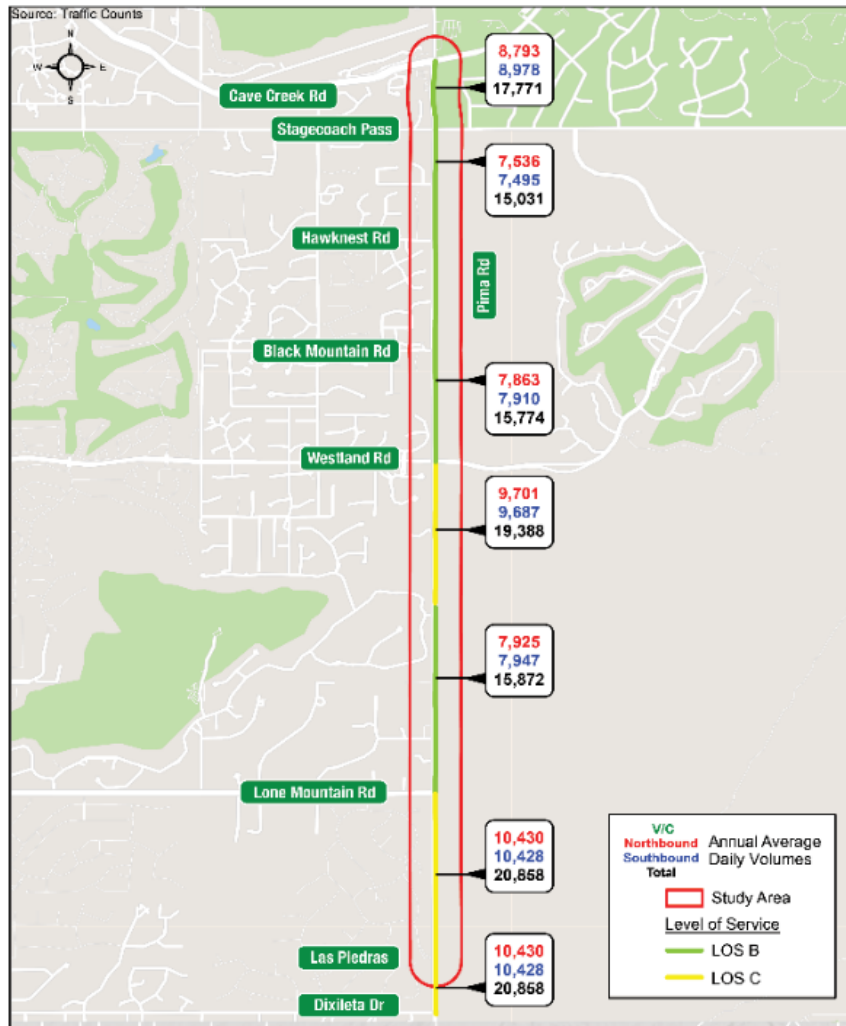 Source: Traffic Counts
N
W
E
S
Cave Creek Rd
8,793
8,978
17,771
Stagecoach Pass
7,536
7,495
15,031
Hawknest Rd
Pima Rd
Black Mountain Rd
7,863
7,910
15,774
Westland Rd
9,701
9,687
19,388
7,925
7,947
15,872
Lone Mountain Rd
10,430
10,428
20,858
Las Piedras
10,430
10,428
20,858
Dixileta Dr
V/C
Northbound Annual Average
Southbound Daily Volumes
Total
Study Area
Level of Service
LOS B
LOS C